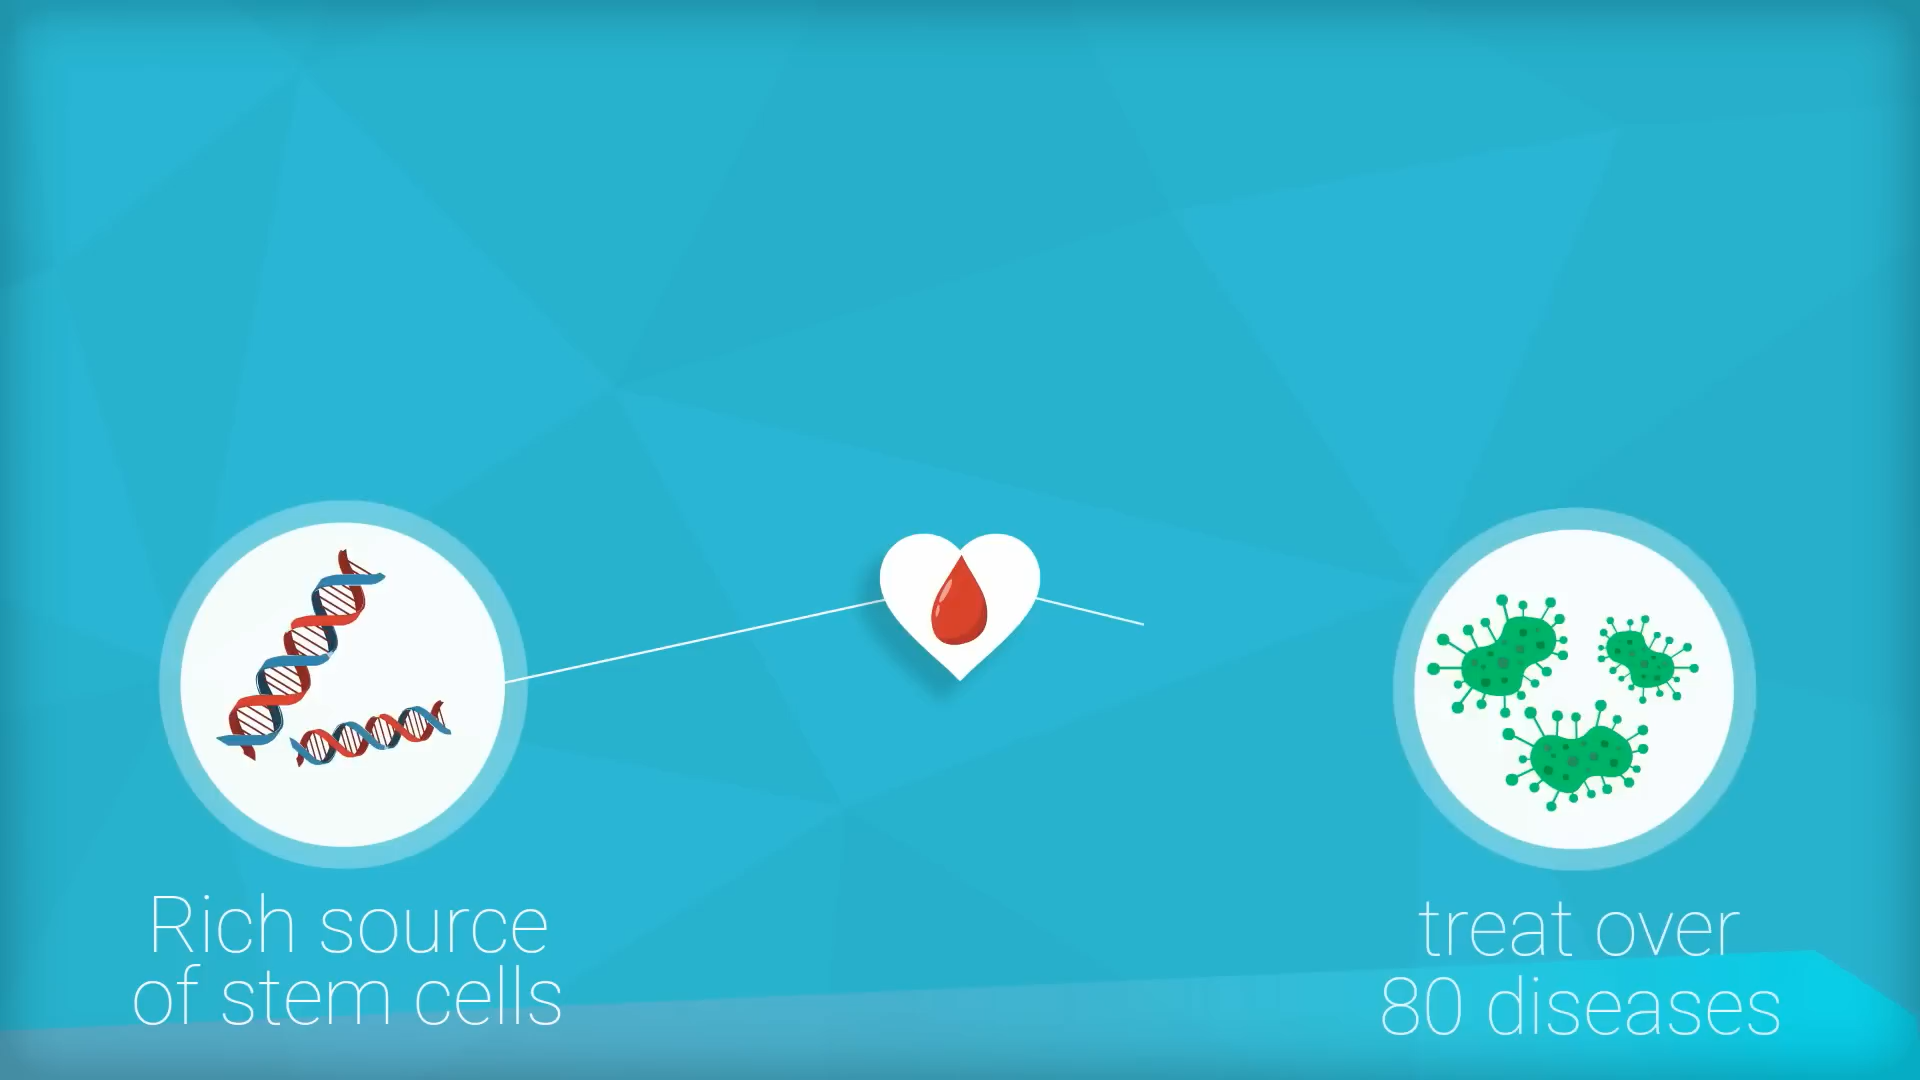 Rich source
of stem cells
treat over
80 diseases